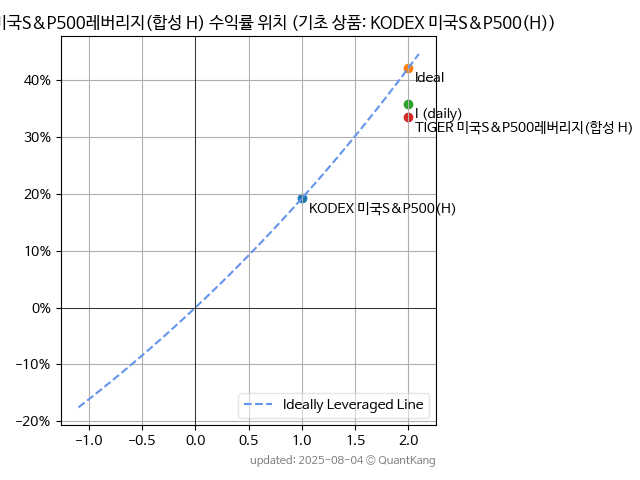 미국S&P500레버리지(합성 H) 수익률 위치 (기초 상품: KODEX 미국S&P500(H))
40%
30%
20%
10%
0%
−10%
−20%
Ideal
I (daily)
TIGER 미국S&P500레버리지(합성 H)
KODEX 미국S&P500(H)
Ideally Leveraged Line
−1.0
−0.5
0.0
0.5
1.0
1.5
2.0
updated: 2025-08-04 © QuantKang